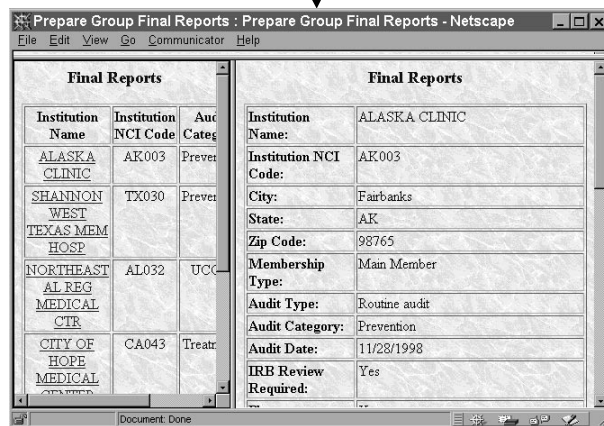 Prepare Group Final Reports : Prepare Group Final Reports - Netscape
File Edit View Go Communicator Help
Final Reports
Institution Name Institution NCI Code
ALASKA CLINIC AK003
SHANNON WEST TEXAS MEM HOSP TX030
NORTHEAST AL REG MEDICAL CTR AL032 UCC
CITY OF HOPE MEDICAL CENTER CA043
Final Reports
Institution Name: ALASKA CLINIC
Institution NCI Code: AK003
City: Fairbanks
State: AK
Zip Code: 98765
Membership Type: Main Member
Audit Type: Routine audit
Audit Category: Prevention
Audit Date: 11/28/1998
IRB Review Required: Yes
Document: Done